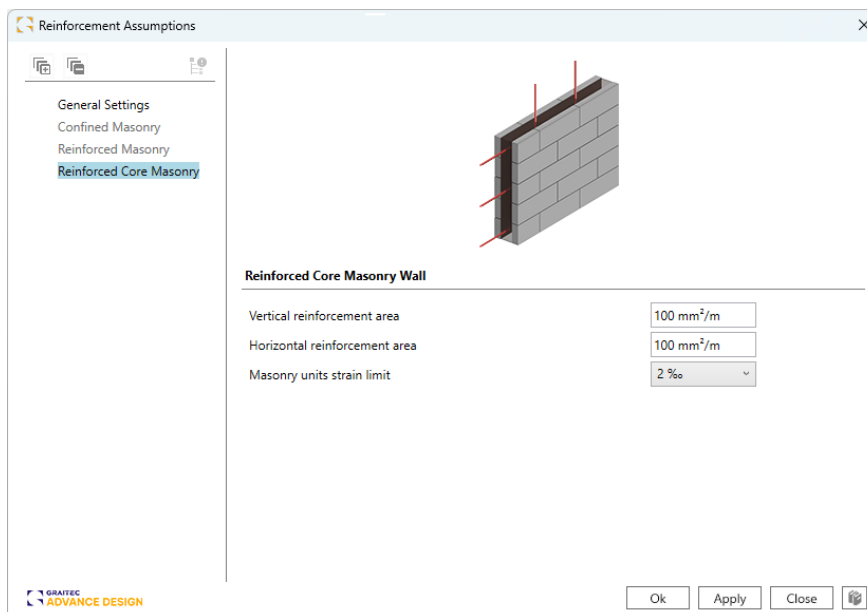 Reinforcement Assumptions
General Settings
Confined Masonry
Reinforced Masonry
Reinforced Core Masonry
Reinforced Core Masonry Wall
Vertical reinforcement area 100 mm²/m
Horizontal reinforcement area 100 mm²/m
Masonry units strain limit 2 ‰
GRAITEC
ADVANCE DESIGN
Ok Apply Close